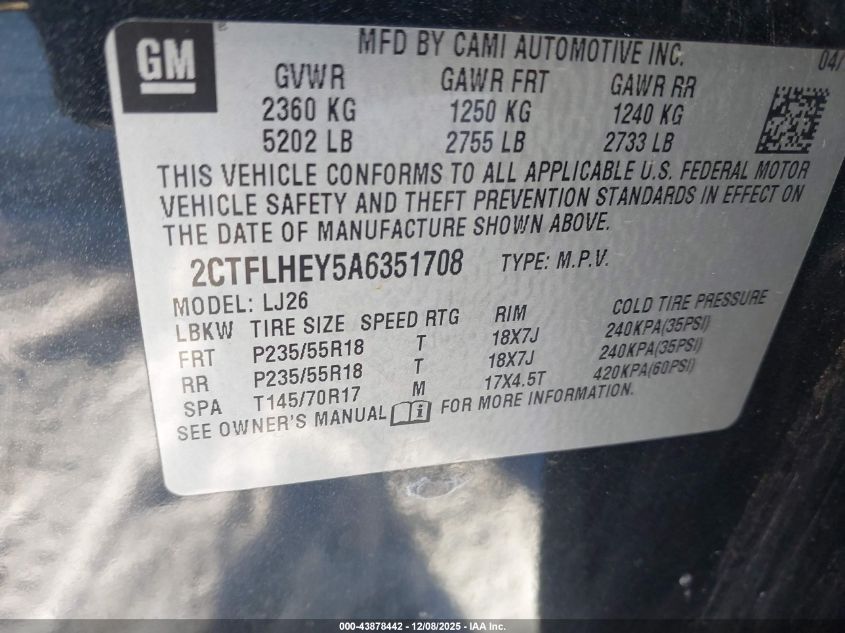 GM
MFD BY CAMI AUTOMOTIVE INC. 04/
GVWR GAWR FRT GAWR RR
2360 KG 1250 KG 1240 KG
5202 LB 2755 LB 2733 LB
THIS VEHICLE CONFORMS TO ALL APPLICABLE U.S. FEDERAL MOTOR
VEHICLE SAFETY AND THEFT PREVENTION STANDARDS IN EFFECT ON
THE DATE OF MANUFACTURE SHOWN ABOVE.
2CTFLHEY5A6351708 TYPE: M.P.V.
MODEL: LJ26
LBKW TIRE SIZE SPEED RTG RIM COLD TIRE PRESSURE
FRT P235/55R18 T 18X7J 240KPA(35PSI)
RR P235/55R18 T 18X7J 240KPA(35PSI)
SPA T145/70R17 M 17X4.5T 420KPA(60PSI)
SEE OWNER'S MANUAL FOR MORE INFORMATION.
000-43878442 - 12/08/2025 - IAA Inc.